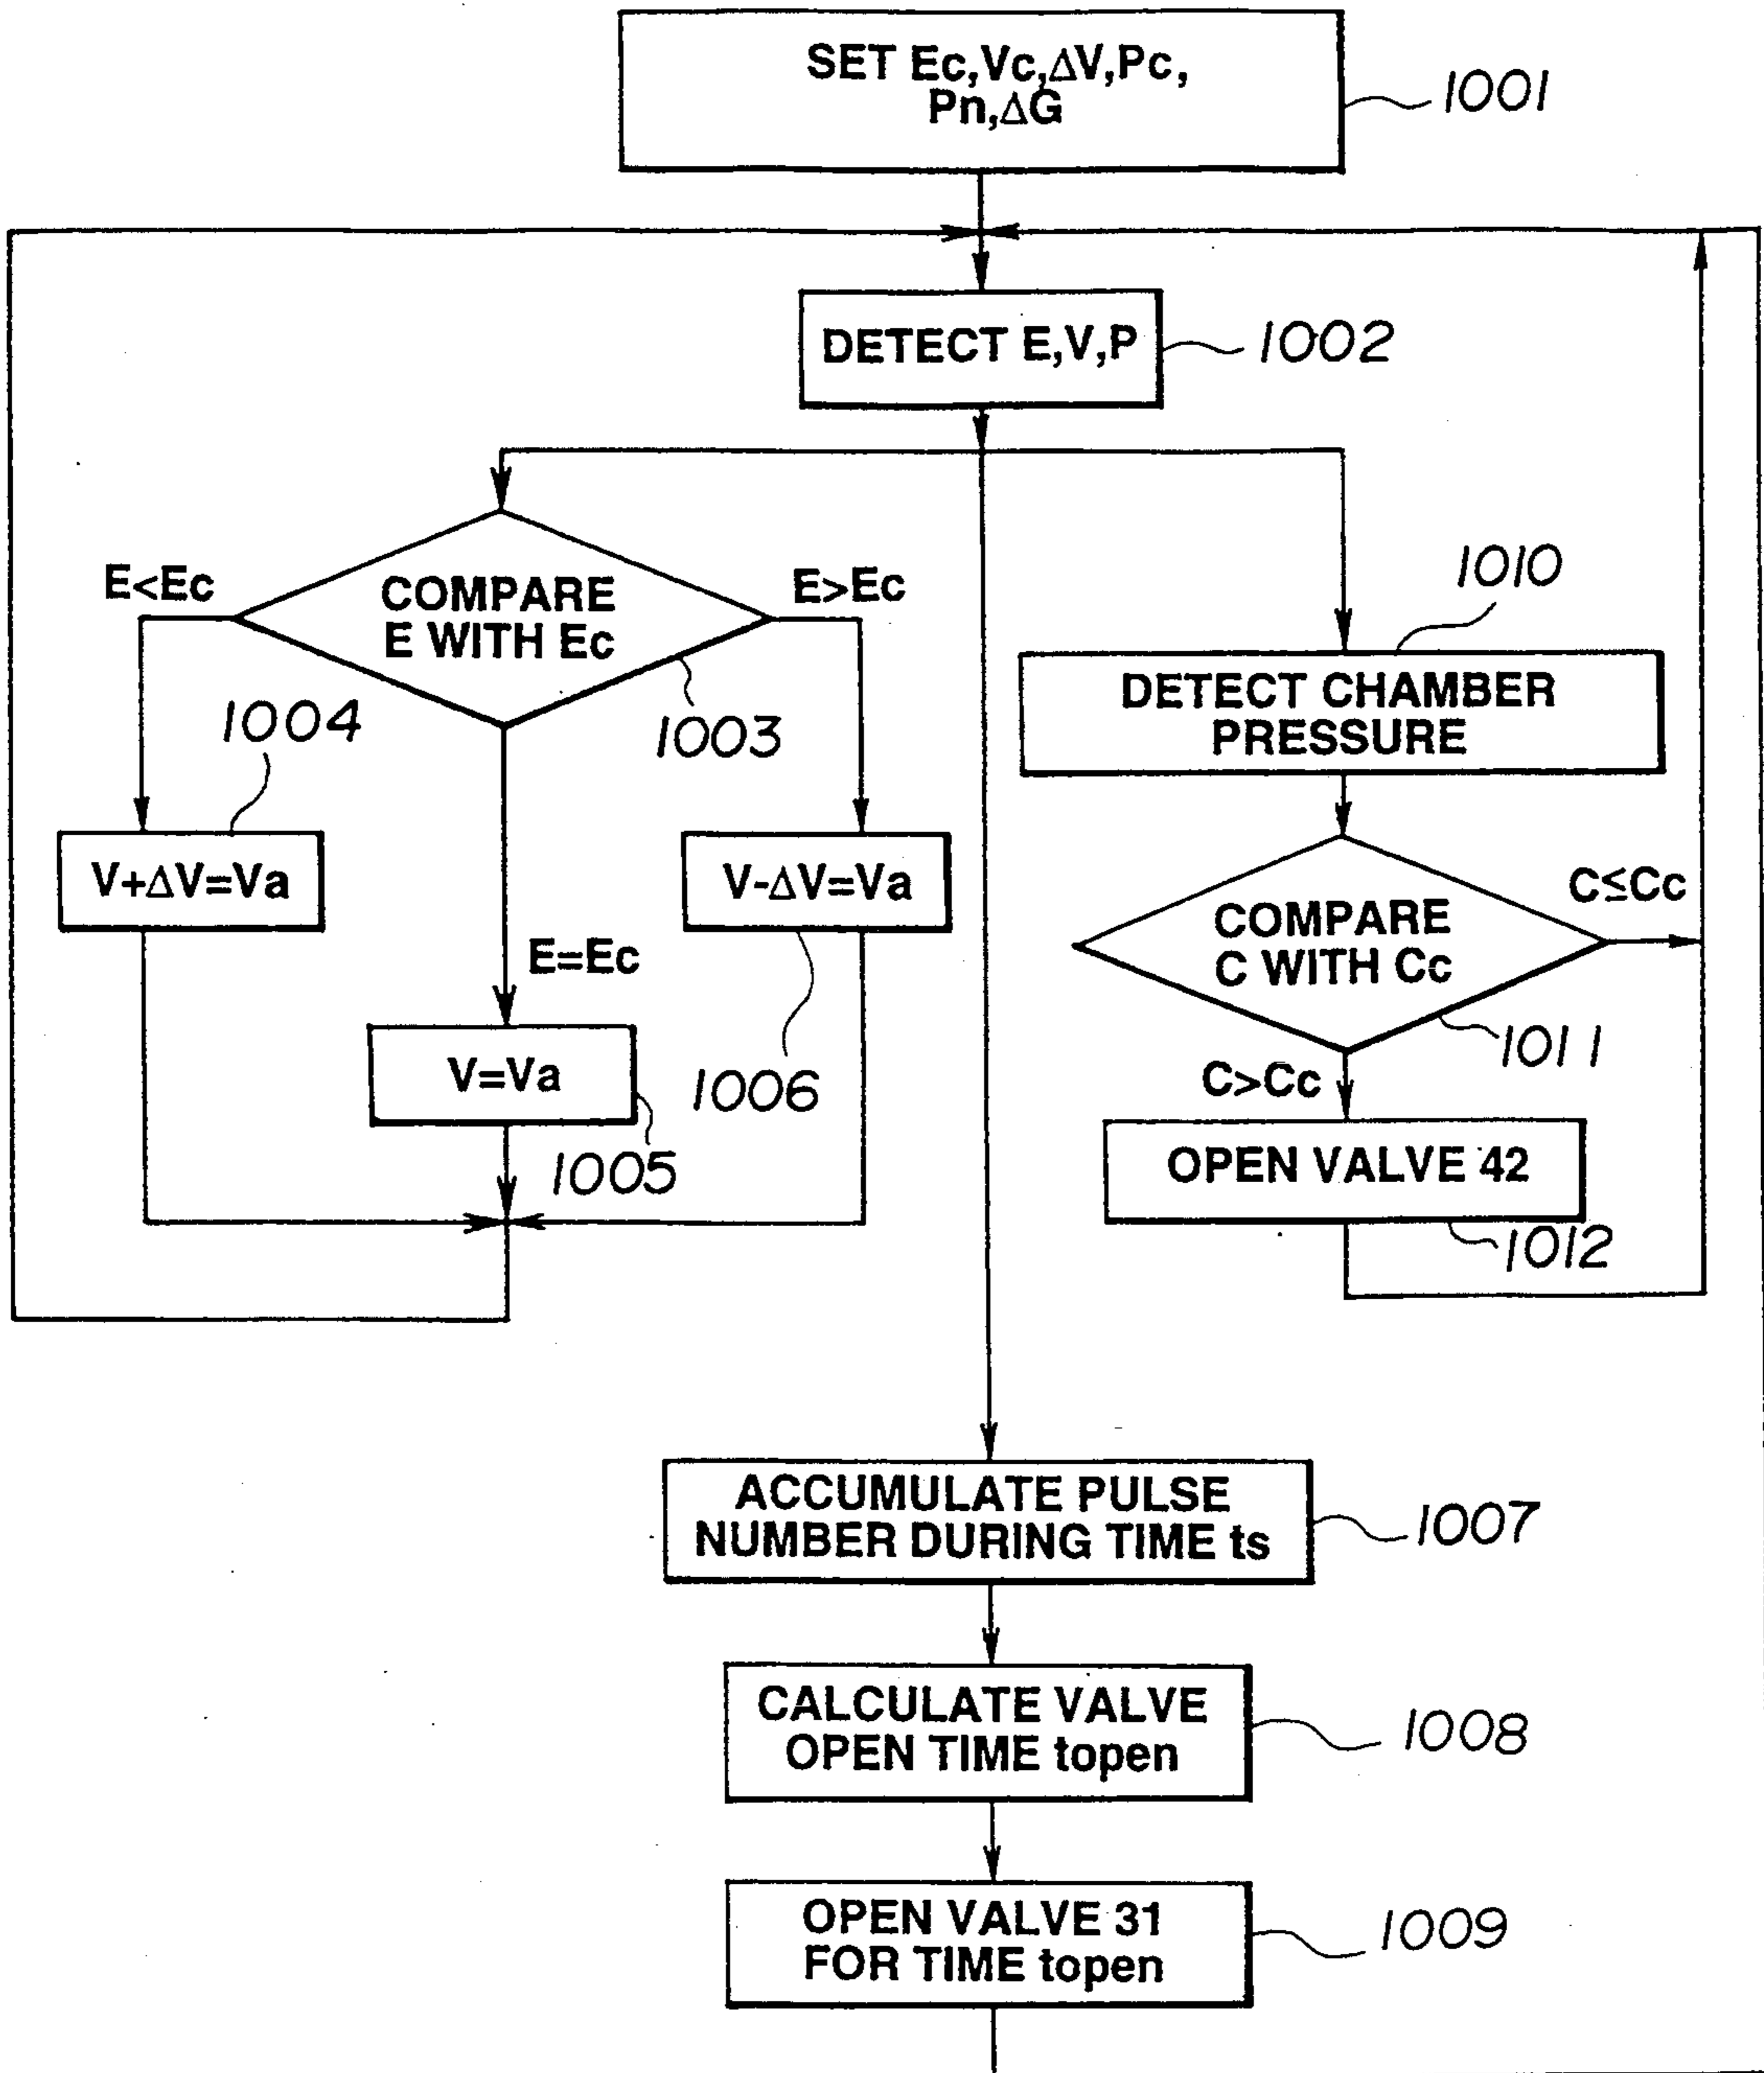 SET Ec,Vc,ΔV,Pc,
Pn,ΔG
1001
DETECT E,V,P
1002
E<Ec
COMPARE
E WITH Ec
E>Ec
1003
1004
V+ΔV=Va
E=Ec
V=Va
1005
V-ΔV=Va
1006
1010
DETECT CHAMBER
PRESSURE
COMPARE
C WITH Cc
C≤Cc
1011
C>Cc
OPEN VALVE 42
1012
ACCUMULATE PULSE
NUMBER DURING TIME ts
1007
CALCULATE VALVE
OPEN TIME topen
1008
OPEN VALVE 31
FOR TIME topen
1009